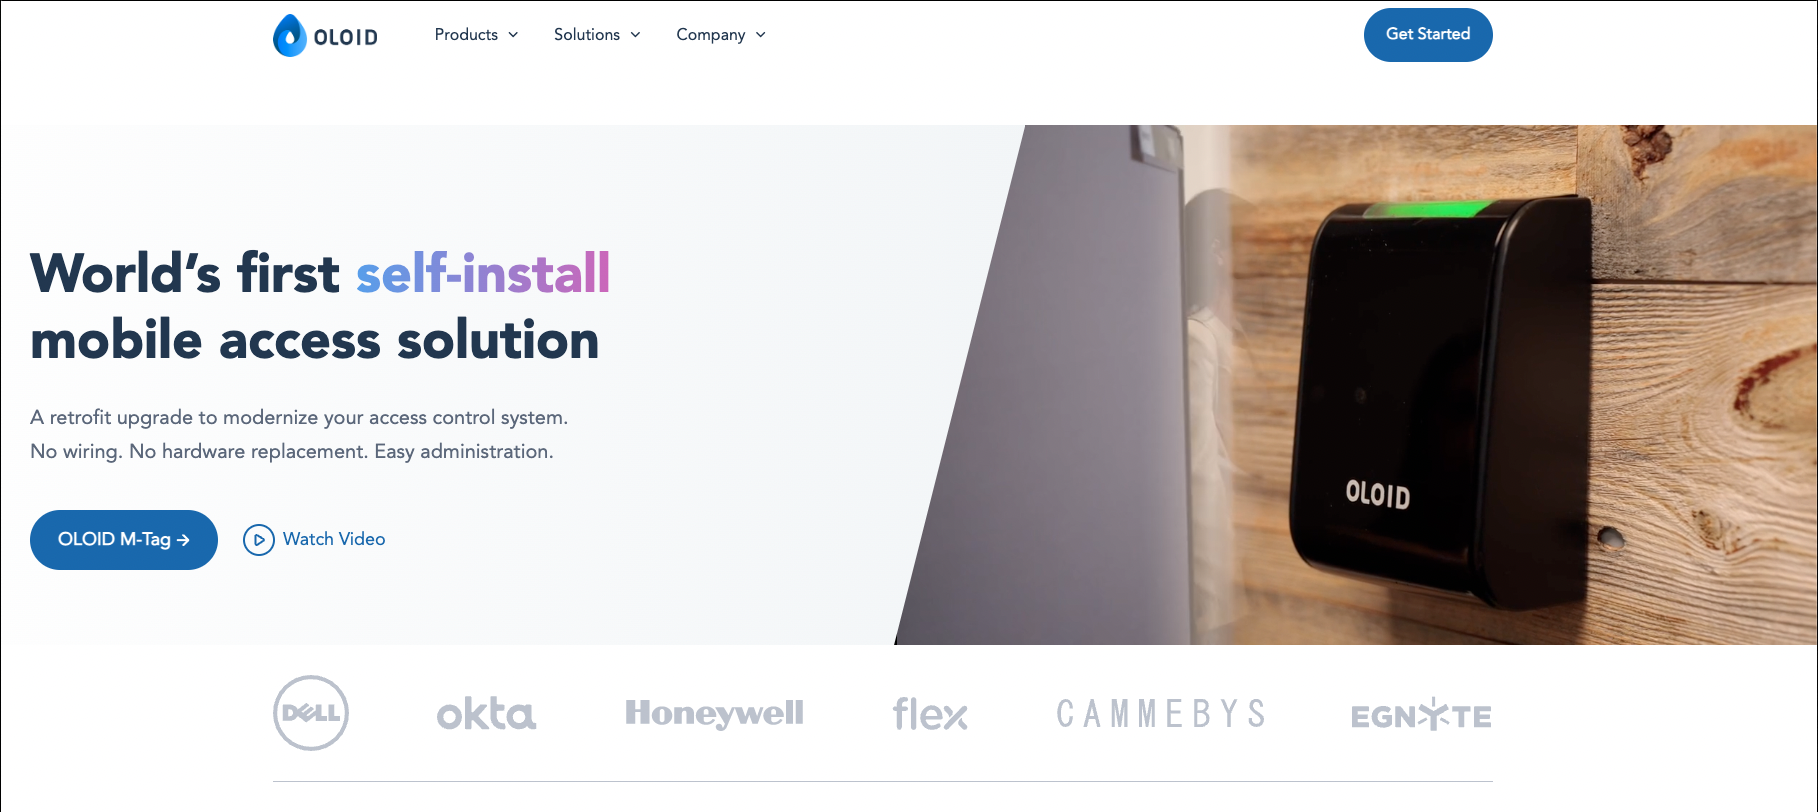 OLOID
Products
Solutions
Company
Get Started
World’s first self-install
mobile access solution
A retrofit upgrade to modernize your access control system.
No wiring. No hardware replacement. Easy administration.
OLOID M-Tag →
Watch Video
OLOID
DELL
okta
Honeywell
flex
CAMMEBYS
EGNYTE